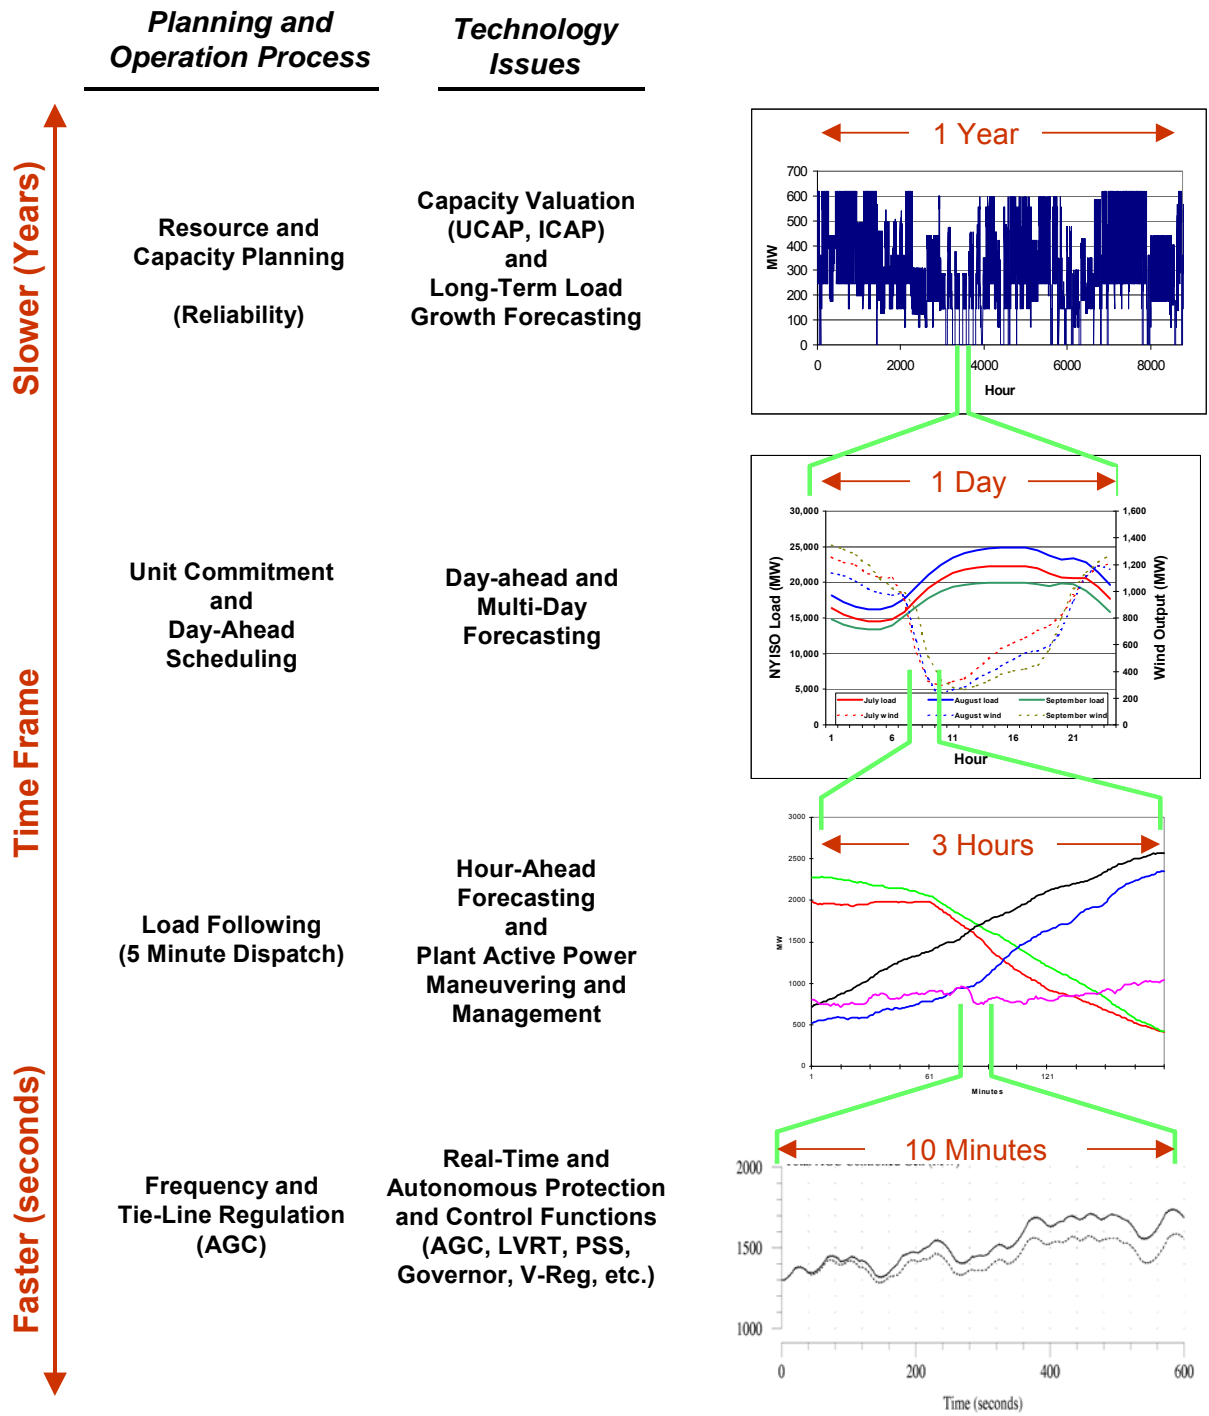 Planning and
Operation Process
Technology
Issues
Slower (Years)
Time Frame
Faster (seconds)
Resource and
Capacity Planning
(Reliability)
Capacity Valuation
(UCAP, ICAP)
and
Long-Term Load
Growth Forecasting
1 Year
700
600
500
400
300
200
100
0
MW
0 2000 4000 6000 8000
Hour
Unit Commitment
and
Day-Ahead
Scheduling
Day-ahead and
Multi-Day
Forecasting
1 Day
30,000
25,000
20,000
15,000
10,000
5,000
0
NYISO Load (MW)
1,600
1,400
1,200
1,000
800
600
400
200
0
Wind Output (MW)
July load August load September load
July wind August wind September wind
1 6 11 16 21
Hour
Load Following
(5 Minute Dispatch)
Hour-Ahead
Forecasting
and
Plant Active Power
Maneuvering and
Management
3 Hours
3000
2500
2000
1500
1000
500
0
MW
1 61 121
Minutes
Frequency and
Tie-Line Regulation
(AGC)
Real-Time and
Autonomous Protection
and Control Functions
(AGC, LVRT, PSS,
Governor, V-Reg, etc.)
10 Minutes
2000
1500
1000
0 200 400 600
Time (seconds)